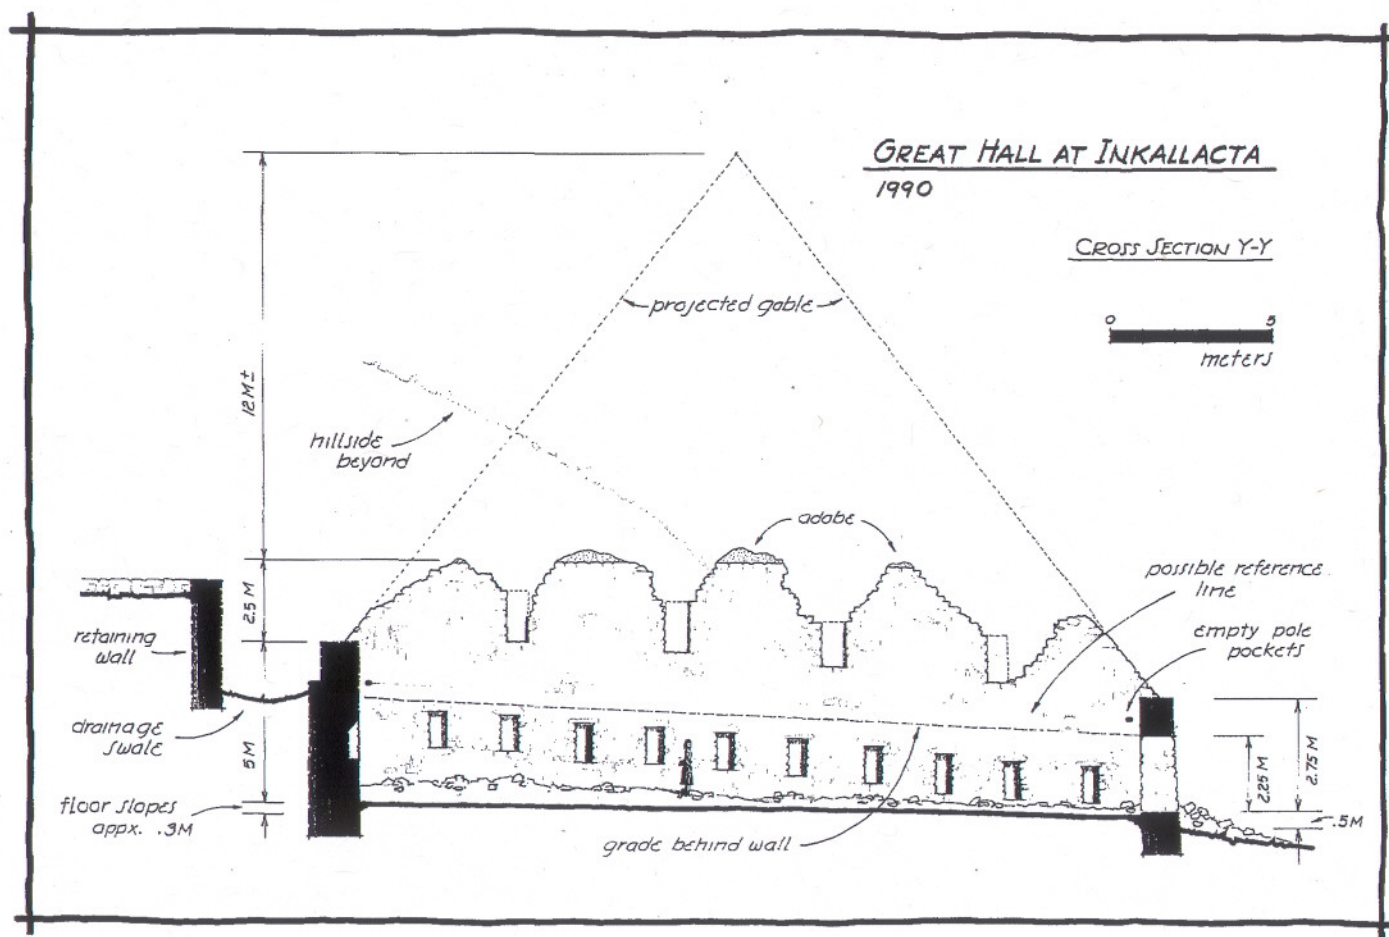 GREAT HALL AT INKALLACTA
1990
CROSS SECTION Y-Y
0 5
meters
projected gable
12 M ±
hillside
beyond
adobe
possible reference
line
empty pole
pockets
2.5 M
retaining
wall
drainage
swale
5 M
floor slopes
appx. .3M
grade behind wall
2.25 M
2.75 M
.5M